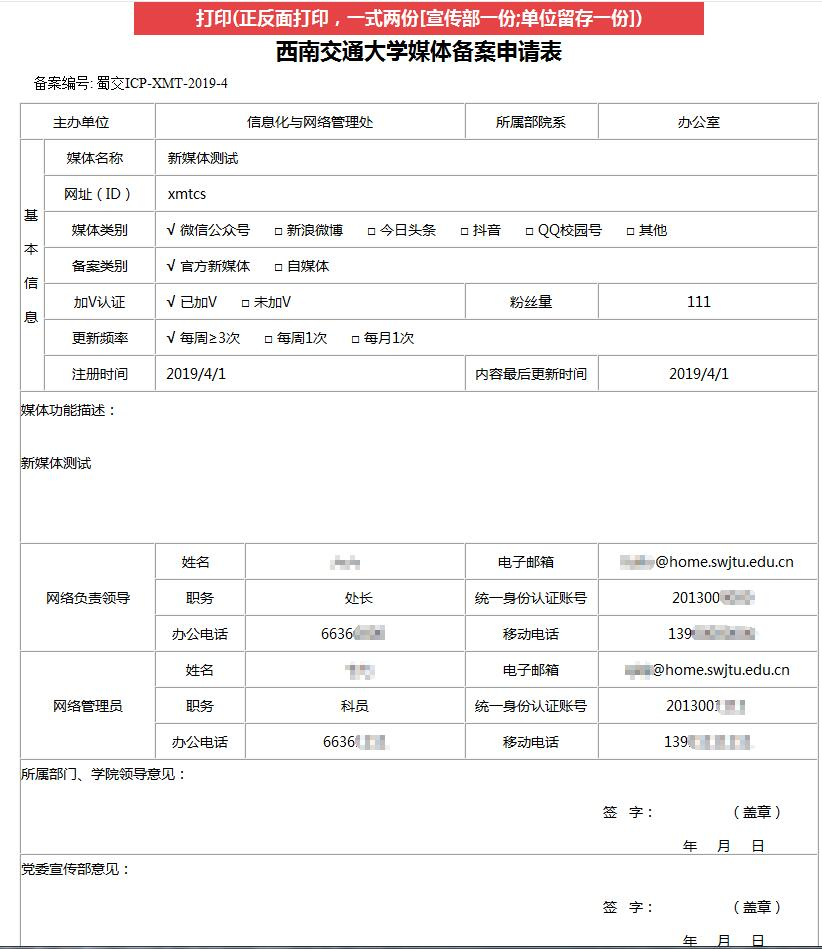 打印(正反面打印，一式两份[宣传部一份;单位留存一份])
西南交通大学媒体备案申请表
备案编号: 蜀交ICP-XMT-2019-4
主办单位 信息化与网络管理处 所属部院系 办公室
基本信息
媒体名称 新媒体测试
网址（ID） xmtcs
媒体类别 √ 微信公众号 □ 新浪微博 □ 今日头条 □ 抖音 □ QQ校园号 □ 其他
备案类别 √ 官方新媒体 □ 自媒体
加V认证 √ 已加V □ 未加V 粉丝量 111
更新频率 √ 每周≥3次 □ 每周1次 □ 每月1次
注册时间 2019/4/1 内容最后更新时间 2019/4/1
媒体功能描述：
新媒体测试
网络负责领导
姓名 电子邮箱 @home.swjtu.edu.cn
职务 处长 统一身份认证账号 201300
办公电话 6636 移动电话 139
网络管理员
姓名 电子邮箱 @home.swjtu.edu.cn
职务 科员 统一身份认证账号 201300
办公电话 6636 移动电话 139
所属部门、学院领导意见：
签 字： （盖章）
年 月 日
党委宣传部意见：
签 字： （盖章）
年 月 日